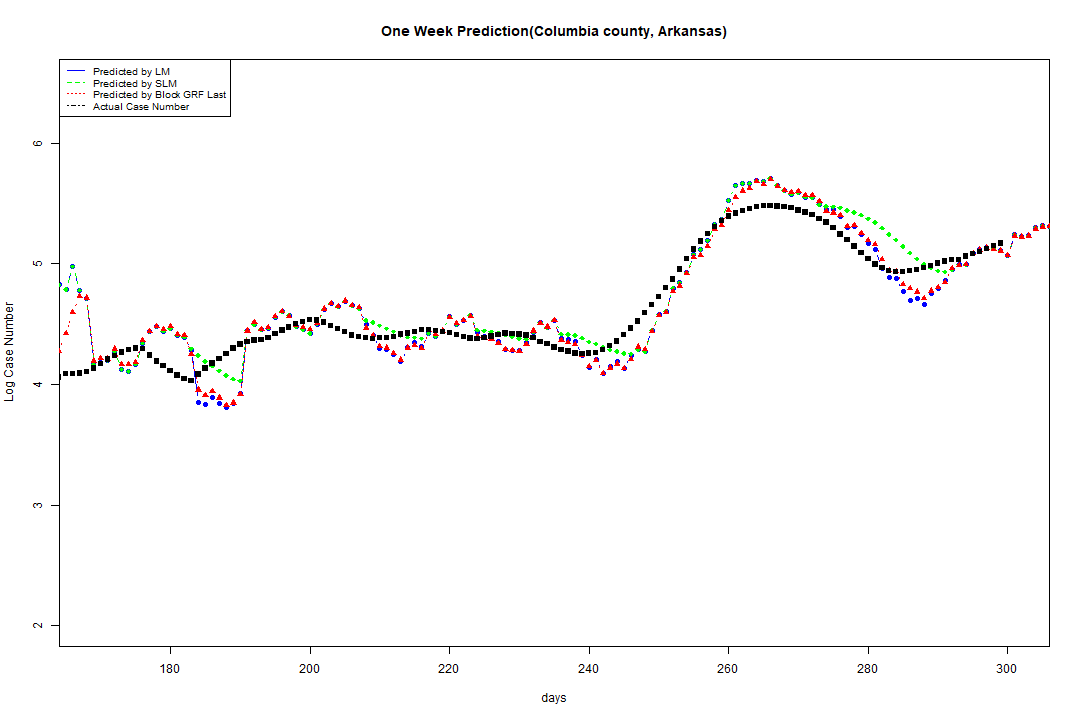 One Week Prediction(Columbia county, Arkansas)
Predicted by LM
Predicted by SLM
Predicted by Block GRF Last
Actual Case Number
6
5
4
3
2
Log Case Number
180 200 220 240 260 280 300
days